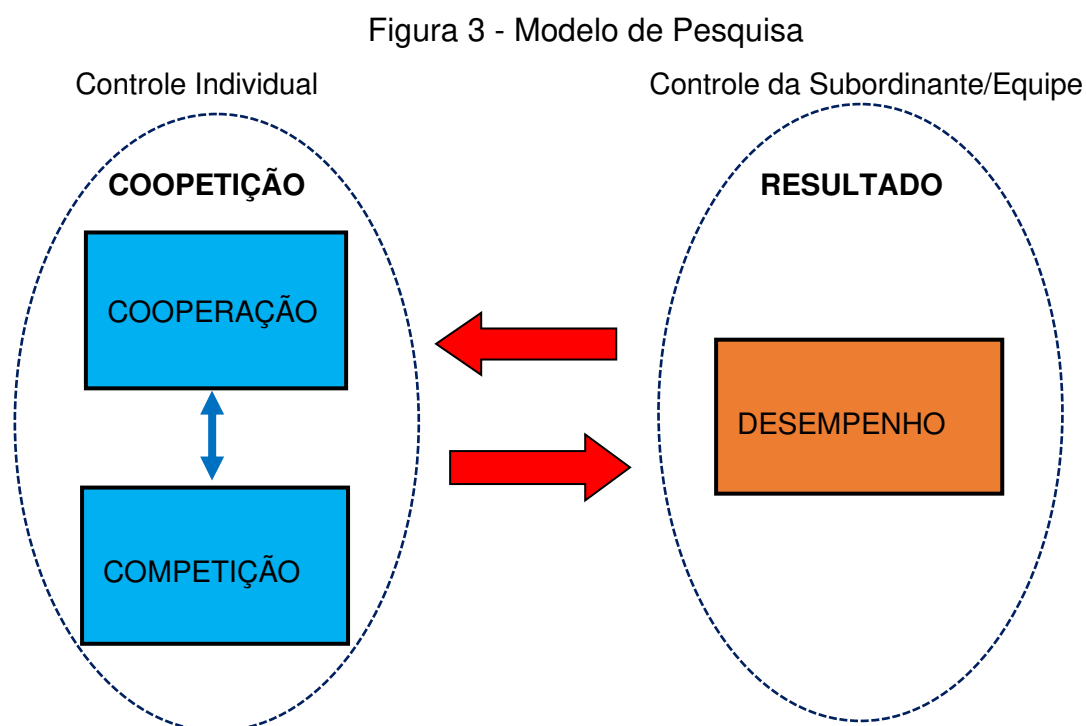 Figura 3 - Modelo de Pesquisa
Controle Individual
Controle da Subordinante/Equipe
COOPETIÇÃO
RESULTADO
COOPERAÇÃO
DESEMPENHO
COMPETIÇÃO